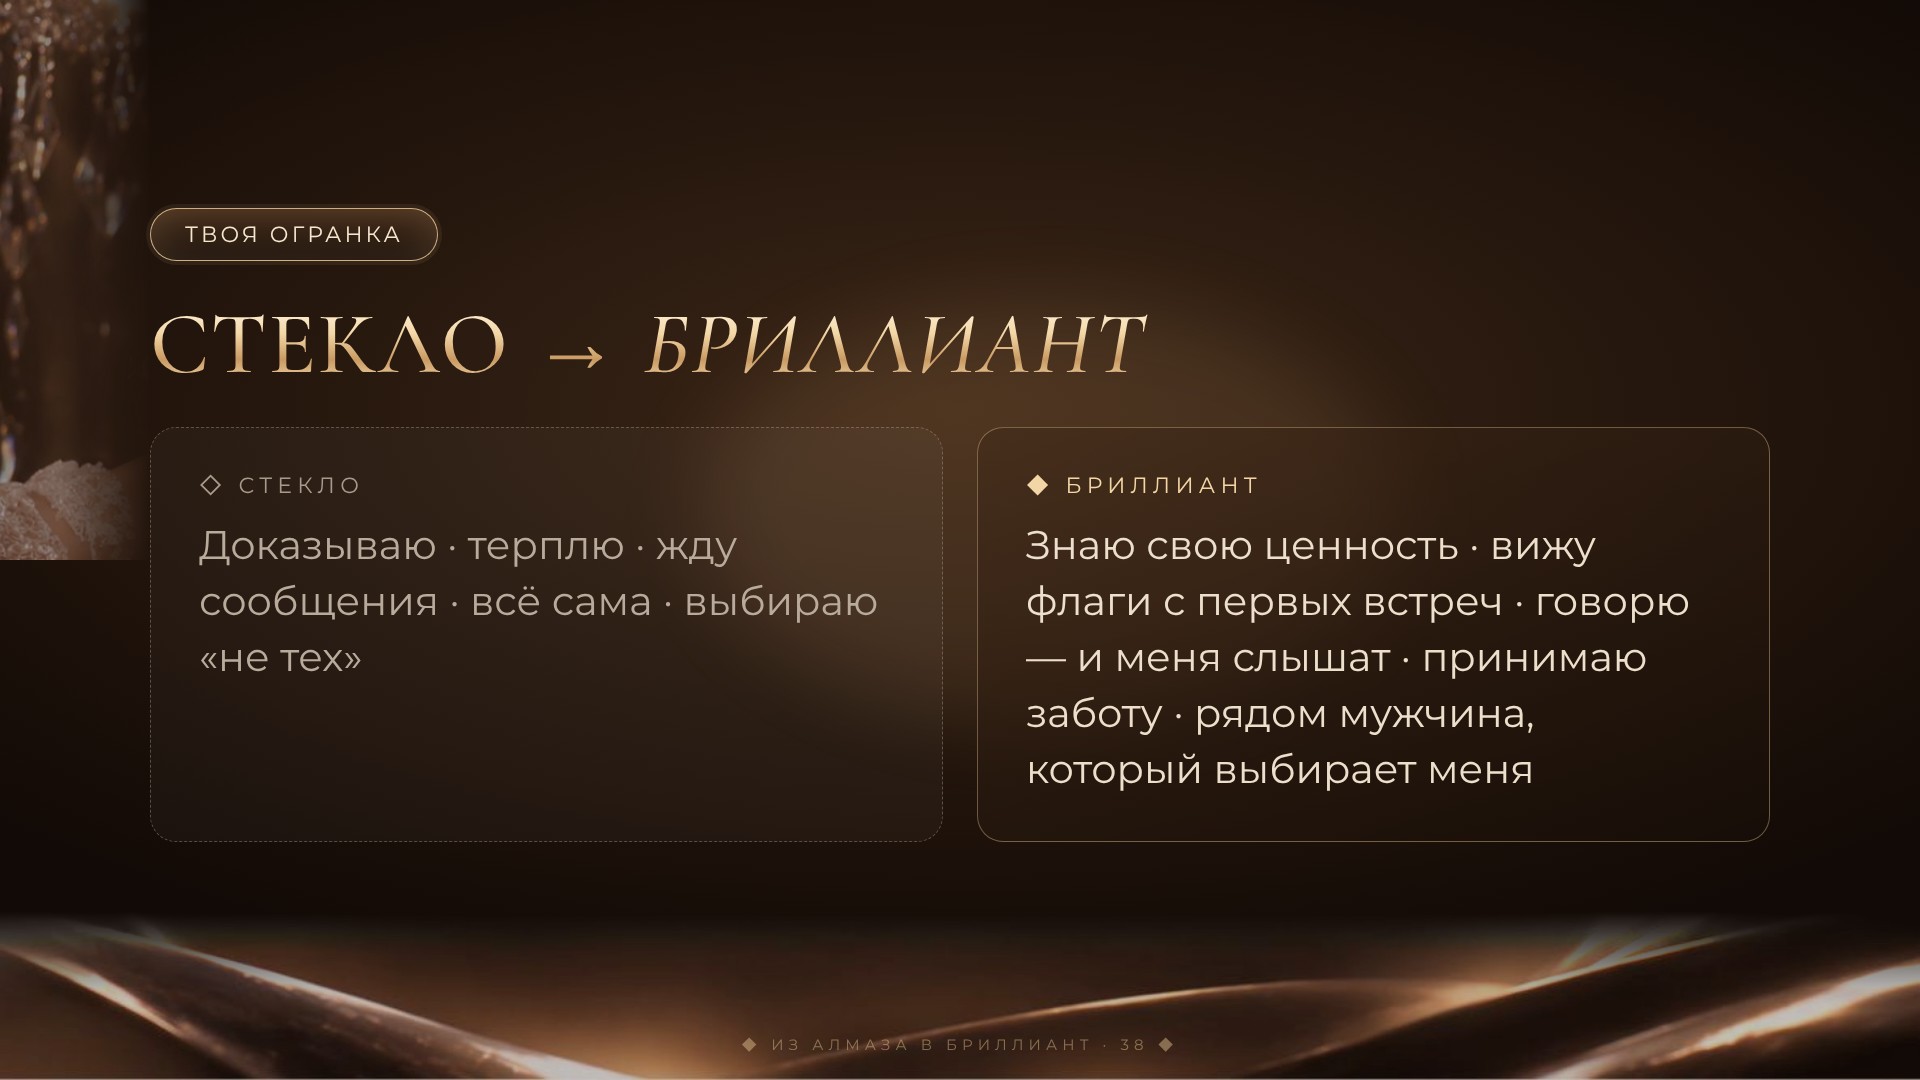 ТВОЯ ОГРАНКА
СТЕКЛО → БРИЛЛИАНТ
◇ СТЕКЛО
Доказываю · терплю · жду
сообщения · всё сама · выбираю
«не тех»
◆ БРИЛЛИАНТ
Знаю свою ценность · вижу
флаги с первых встреч · говорю
— и меня слышат · принимаю
заботу · рядом мужчина,
который выбирает меня
◆ ИЗ АЛМАЗА В БРИЛЛИАНТ · 38 ◆